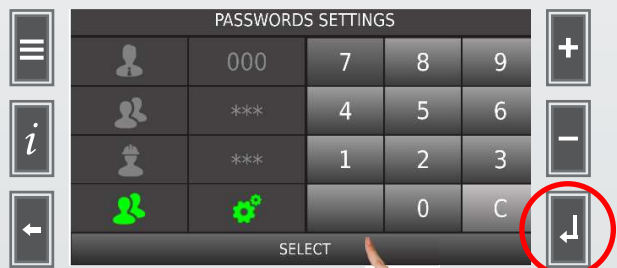 PASSWORDS SETTINGS
000 7 8 9 +
*** 4 5 6
i
*** 1 2 3 −
0 C
SELECT